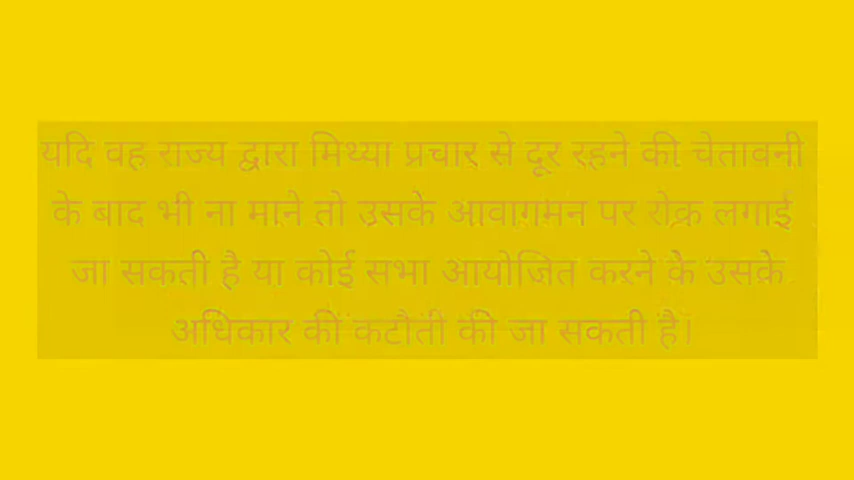 यदि वह राज्य द्वारा मिथ्या प्रचार से दूर रहने की चेतावनी
के बाद भी ना माने तो उसके आवागमन पर रोक लगाई
जा सकती है या कोई सभा आयोजित करने के उसके
अधिकार की कटौती की जा सकती है।